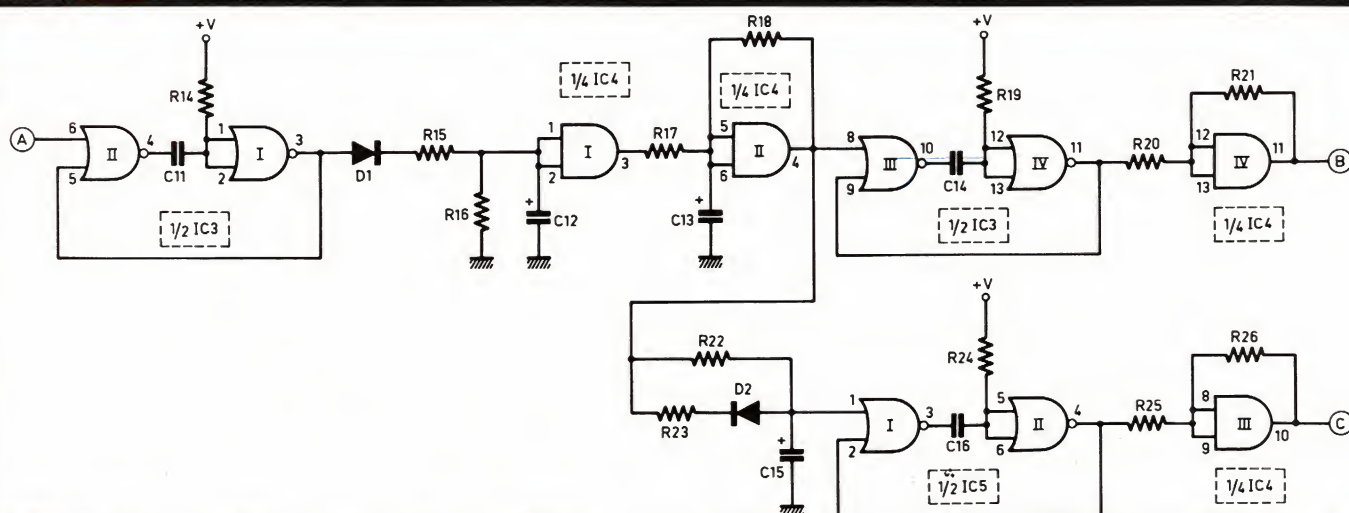 +V
+V
R18
1/4 IC4
1/4 IC4
R14
R19
R21
A
6
5
II
4
C11
1
2
I
3
D1
R15
R16
1
2
I
3
C12
R17
5
6
II
4
C13
8
9
III
10
C14
12
13
IV
11
R20
12
13
IV
11
B
1/2 IC3
1/2 IC3
1/4 IC4
+V
R22
R23
D2
C15
R24
1
2
I
3
C16
5
6
II
4
R25
R26
8
9
III
10
C
1/2 IC5
1/4 IC4